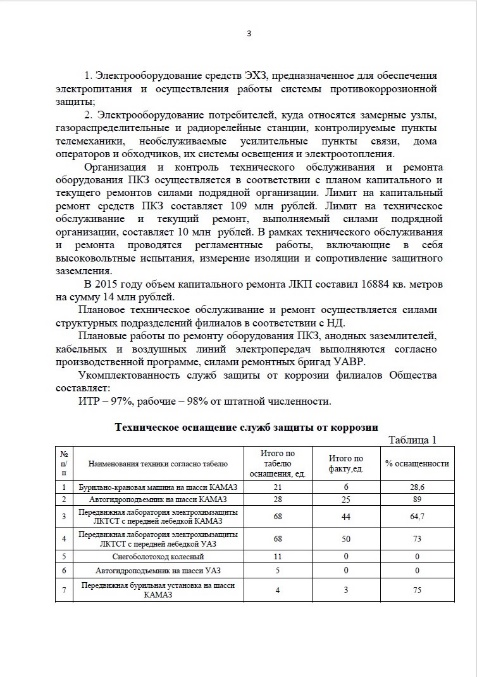 3
1. Электрооборудование средств ЭХЗ, предназначенное для обеспечения
электропитания и осуществления работы системы противокоррозионной
защиты;
2. Электрооборудование потребителей, куда относятся замерные узлы,
газораспределительные и радиорелейные станции, контролируемые пункты
телемеханики, необслуживаемые усилительные пункты связи, дома
операторов и обходчиков, их системы освещения и электроотопления.
Организация и контроль технического обслуживания и ремонта
оборудования ПКЗ осуществляется в соответствии с планом капитального и
текущего ремонтов силами подрядной организации. Лимит на капитальный
ремонт средств ПКЗ составляет 109 млн рублей. Лимит на техническое
обслуживание и текущий ремонт, выполняемый силами подрядной
организации, составляет 10 млн рублей. В рамках технического обслуживания
и ремонта проводятся регламентные работы, включающие в себя
высоковольтные испытания, измерение изоляции и сопротивление защитного
заземления.
В 2015 году объем капитального ремонта ЛКП составил 16884 кв. метров
на сумму 14 млн рублей.
Плановое техническое обслуживание и ремонт осуществляется силами
структурных подразделений филиалов в соответствии с НД.
Плановые работы по ремонту оборудования ПКЗ, анодных заземлителей,
кабельных и воздушных линий электропередач выполняются согласно
производственной программе, силами ремонтных бригад УАВР.
Укомплектованность служб защиты от коррозии филиалов Общества
составляет:
ИТР – 97%, рабочие – 98% от штатной численности.
Техническое оснащение служб защиты от коррозии
Таблица 1
№ п/п Наименования техники согласно табелю Итого по табелю оснащения, ед. Итого по факту,ед. % оснащенности
1 Бурильно-крановая машина на шасси КАМАЗ 21 6 28,6
2 Автогидроподъемник на шасси КАМАЗ 28 25 89
3 Передвижная лаборатория электрохимзащиты ЛКТСТ с передней лебедкой КАМАЗ 68 44 64,7
4 Передвижная лаборатория электрохимзащиты ЛКТСТ с передней лебедкой УАЗ 68 50 73
5 Снегоболотоход колесный 11 0 0
6 Автогидроподъемник на шасси УАЗ 5 0 0
7 Передвижная бурильная установка на шасси КАМАЗ 4 3 75